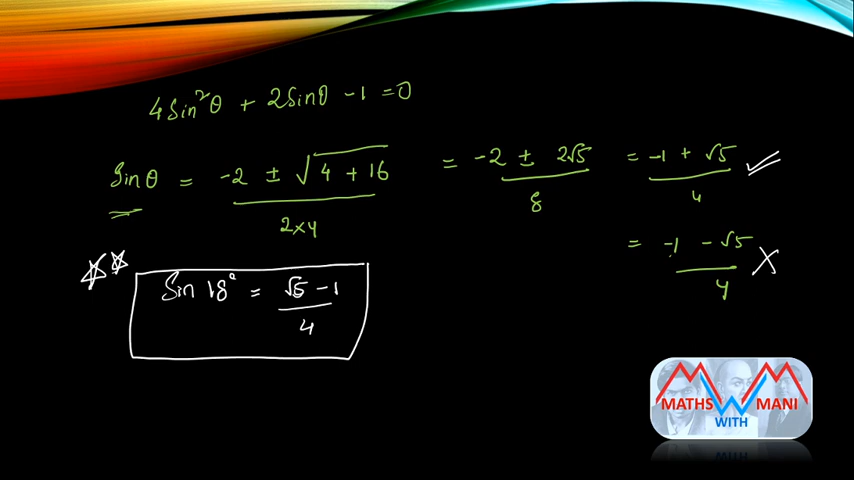 4Sin²θ + 2Sinθ - 1 = 0
Sinθ = (-2 ± √(4 + 16))/(2×4) = (-2 ± 2√5)/8 = (-1 + √5)/4 ✓
= (-1 - √5)/4 X
Sin 18° = (√5 - 1)/4
MATHS WITH MANI